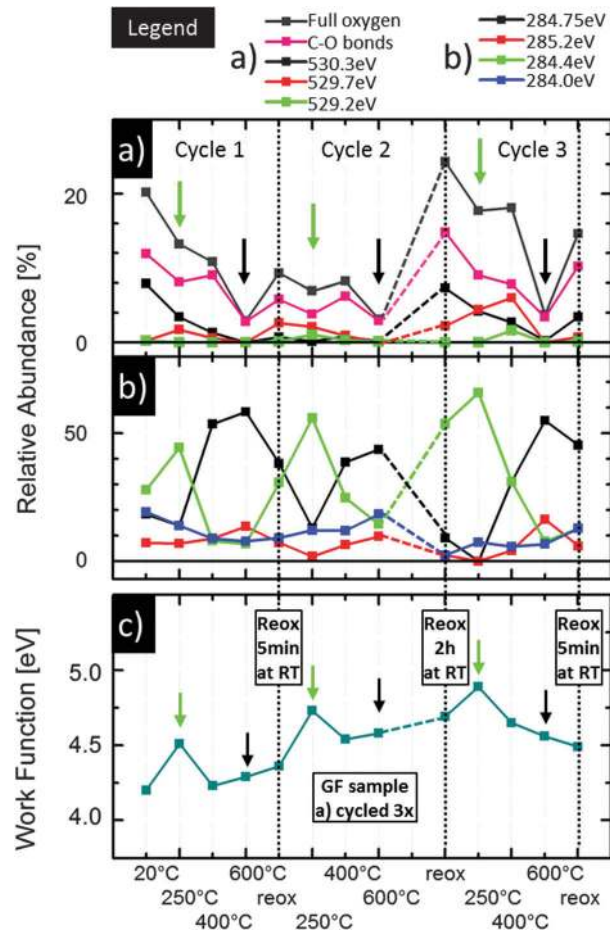 Legend
a)
Full oxygen
C-O bonds
530.3eV
529.7eV
529.2eV
b)
284.75eV
285.2eV
284.4eV
284.0eV
a)
Cycle 1
Cycle 2
Cycle 3
20
0
Relative Abundance [%]
b)
50
0
c)
Reox
5min
at RT
Reox
2h
at RT
Reox
5min
at RT
5.0
4.5
4.0
Work Function [eV]
GF sample
a) cycled 3x
20°C
250°C
400°C
600°C
reox
250°C
400°C
600°C
reox
250°C
400°C
600°C
reox